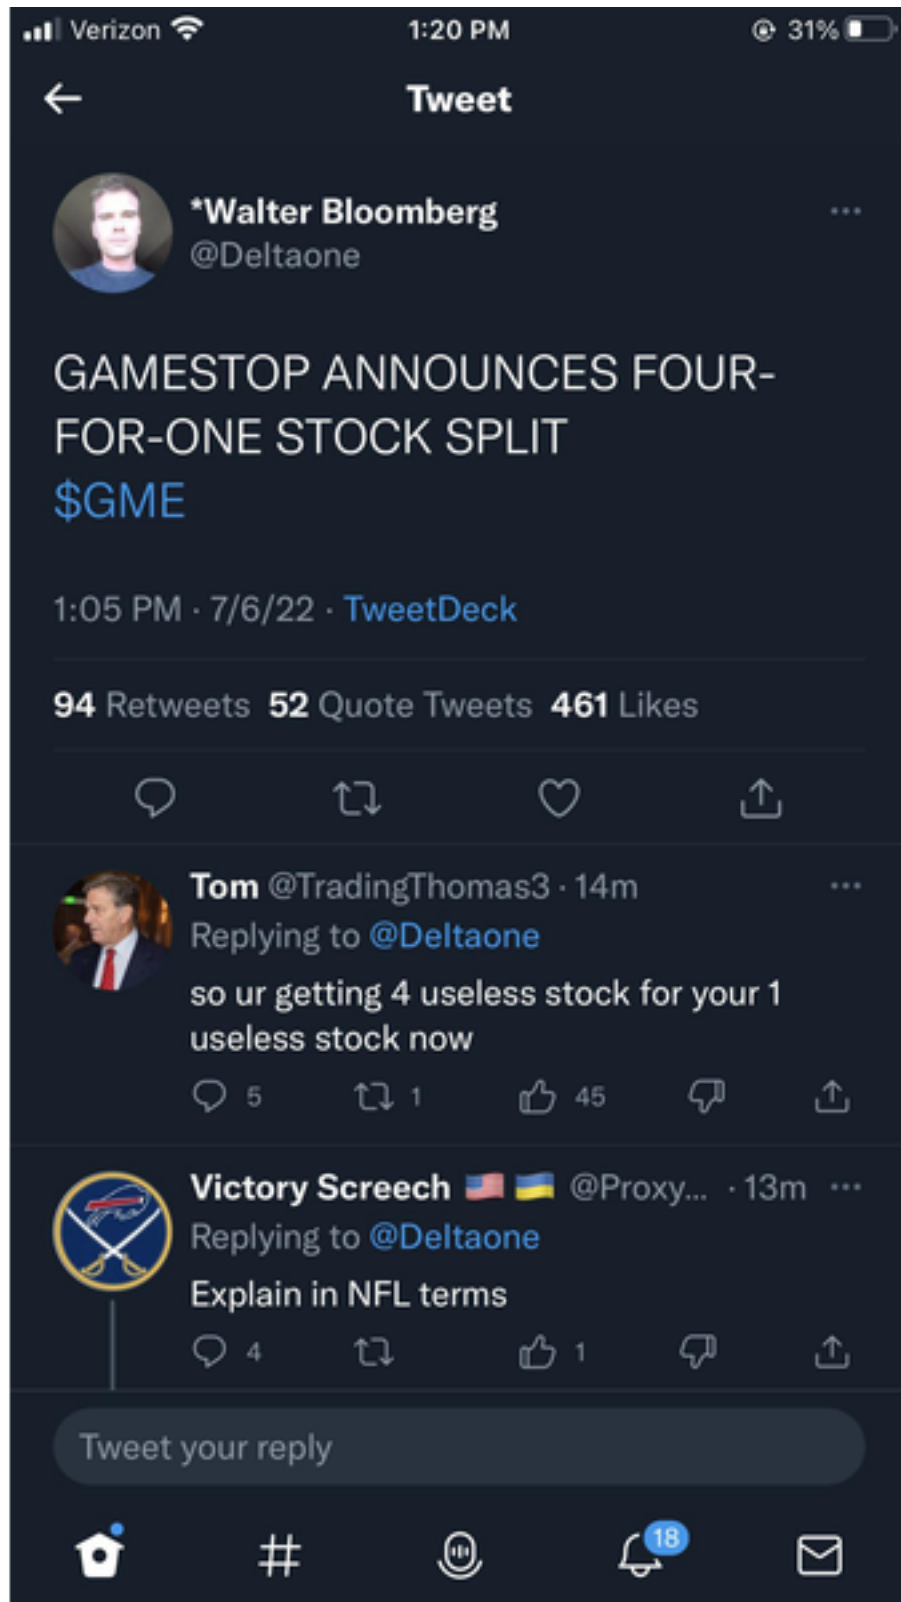 Verizon 1:20 PM 31%
Tweet
*Walter Bloomberg
@Deltaone
GAMESTOP ANNOUNCES FOUR-
FOR-ONE STOCK SPLIT
$GME
1:05 PM · 7/6/22 · TweetDeck
94 Retweets 52 Quote Tweets 461 Likes
Tom @TradingThomas3 · 14m
Replying to @Deltaone
so ur getting 4 useless stock for your 1
useless stock now
5 1 45
Victory Screech 🇺🇸 🇺🇦 @Proxy... · 13m
Replying to @Deltaone
Explain in NFL terms
4 1
Tweet your reply
18